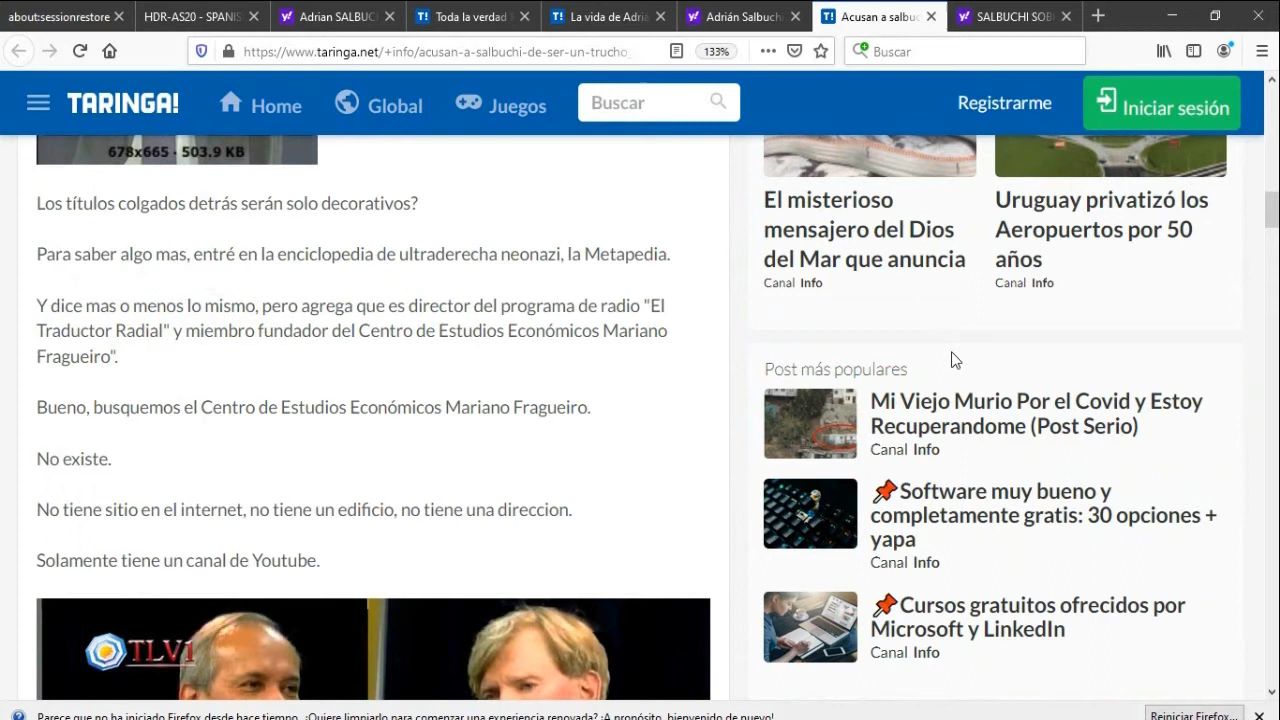 about:sessionrestore
HDR-AS20 - SPANIS
Adrian SALBUCHI
Toda la verdad
La vida de Adria
Adrián Salbuch
Acusan a salbuc
SALBUCHI SOB
https://www.taringa.net/+info/acusan-a-salbuchi-de-ser-un-trucho_
133%
Buscar
TARINGA!
Home
Global
Juegos
Buscar
Registrarme
Iniciar sesión
678x665 · 503.9 KB
Los títulos colgados detrás serán solo decorativos?
Para saber algo mas, entré en la enciclopedia de ultraderecha neonazi, la Metapedia.
Y dice mas o menos lo mismo, pero agrega que es director del programa de radio "El
Traductor Radial" y miembro fundador del Centro de Estudios Económicos Mariano
Fragueiro".
Bueno, busquemos el Centro de Estudios Económicos Mariano Fragueiro.
No existe.
No tiene sitio en el internet, no tiene un edificio, no tiene una direccion.
Solamente tiene un canal de Youtube.
TLV1
El misterioso
mensajero del Dios
del Mar que anuncia
Canal Info
Uruguay privatizó los
Aeropuertos por 50
años
Canal Info
Post más populares
Mi Viejo Murio Por el Covid y Estoy
Recuperandome (Post Serio)
Canal Info
📌Software muy bueno y
completamente gratis: 30 opciones +
yapa
Canal Info
📌Cursos gratuitos ofrecidos por
Microsoft y LinkedIn
Canal Info
Parece que no ha iniciado Firefox desde hace tiempo. ¿Quiere limpiarlo para comenzar una experiencia renovada? ¡A propósito, bienvenido de nuevo!
Reiniciar Firefox...